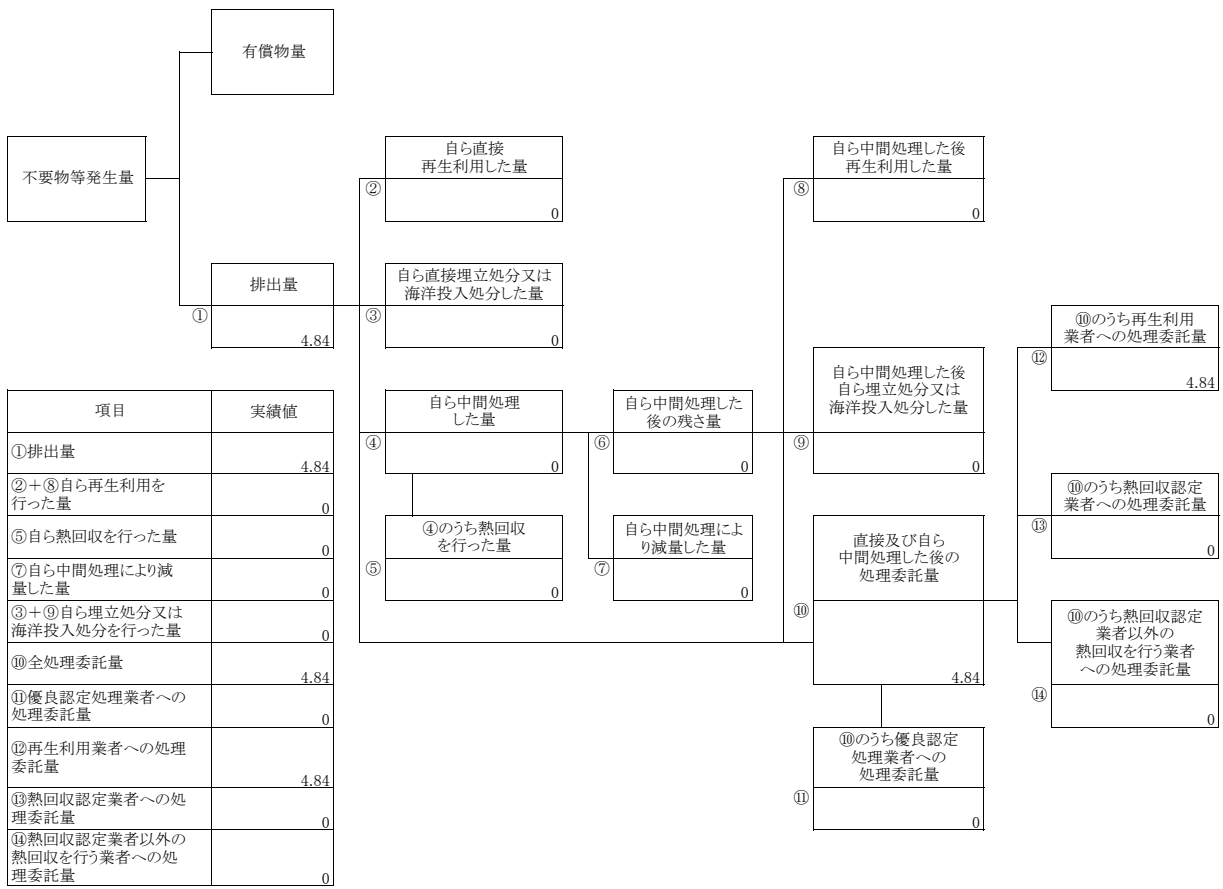 有償物量
不要物等発生量
自ら直接
再生利用した量
②
0
自ら中間処理した後
再生利用した量
⑧
0
排出量
①
4.84
自ら直接埋立処分又は
海洋投入処分した量
③
0
⑩のうち再生利用
業者への処理委託量
⑫
4.84
自ら中間処理
した量
④
0
自ら中間処理した
後の残さ量
⑥
0
自ら中間処理した後
自ら埋立処分又は
海洋投入処分した量
⑨
0
⑩のうち熱回収認定
業者への処理委託量
⑬
0
④のうち熱回収
を行った量
⑤
0
自ら中間処理によ
り減量した量
⑦
0
直接及び自ら
中間処理した後の
処理委託量
⑩
4.84
⑩のうち熱回収認定
業者以外の
熱回収を行う業者
への処理委託量
⑭
0
⑩のうち優良認定
処理業者への
処理委託量
⑪
0
項目 実績値
①排出量
4.84
②+⑧自ら再生利用を
行った量
0
⑤自ら熱回収を行った量
0
⑦自ら中間処理により減
量した量
0
③+⑨自ら埋立処分又は
海洋投入処分を行った量
0
⑩全処理委託量
4.84
⑪優良認定処理業者への
処理委託量
0
⑫再生利用業者への処理
委託量
4.84
⑬熱回収認定業者への処
理委託量
0
⑭熱回収認定業者以外の
熱回収を行う業者への処
理委託量
0